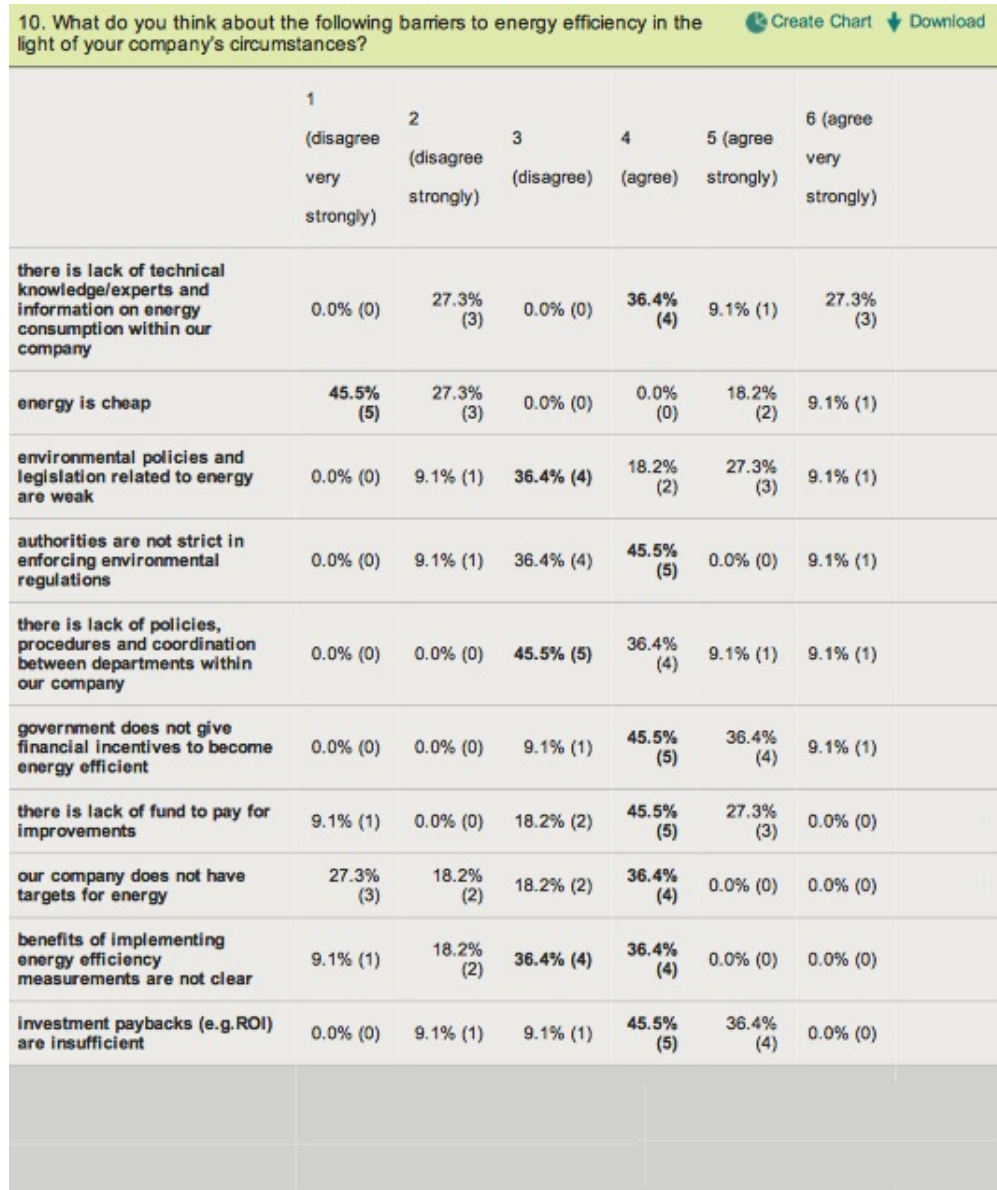 10. What do you think about the following barriers to energy efficiency in the
light of your company's circumstances?
Create Chart Download
1
(disagree
very
strongly)
2
(disagree
strongly)
3
(disagree)
4
(agree)
5 (agree
strongly)
6 (agree
very
strongly)
there is lack of technical
knowledge/experts and
information on energy
consumption within our
company
0.0% (0)
27.3%
(3)
0.0% (0)
36.4%
(4)
9.1% (1)
27.3%
(3)
energy is cheap
45.5%
(5)
27.3%
(3)
0.0% (0)
0.0%
(0)
18.2%
(2)
9.1% (1)
environmental policies and
legislation related to energy
are weak
0.0% (0)
9.1% (1)
36.4% (4)
18.2%
(2)
27.3%
(3)
9.1% (1)
authorities are not strict in
enforcing environmental
regulations
0.0% (0)
9.1% (1)
36.4% (4)
45.5%
(5)
0.0% (0)
9.1% (1)
there is lack of policies,
procedures and coordination
between departments within
our company
0.0% (0)
0.0% (0)
45.5% (5)
36.4%
(4)
9.1% (1)
9.1% (1)
government does not give
financial incentives to become
energy efficient
0.0% (0)
0.0% (0)
9.1% (1)
45.5%
(5)
36.4%
(4)
9.1% (1)
there is lack of fund to pay for
improvements
9.1% (1)
0.0% (0)
18.2% (2)
45.5%
(5)
27.3%
(3)
0.0% (0)
our company does not have
targets for energy
27.3%
(3)
18.2%
(2)
18.2% (2)
36.4%
(4)
0.0% (0)
0.0% (0)
benefits of implementing
energy efficiency
measurements are not clear
9.1% (1)
18.2%
(2)
36.4% (4)
36.4%
(4)
0.0% (0)
0.0% (0)
investment paybacks (e.g.ROI)
are insufficient
0.0% (0)
9.1% (1)
9.1% (1)
45.5%
(5)
36.4%
(4)
0.0% (0)